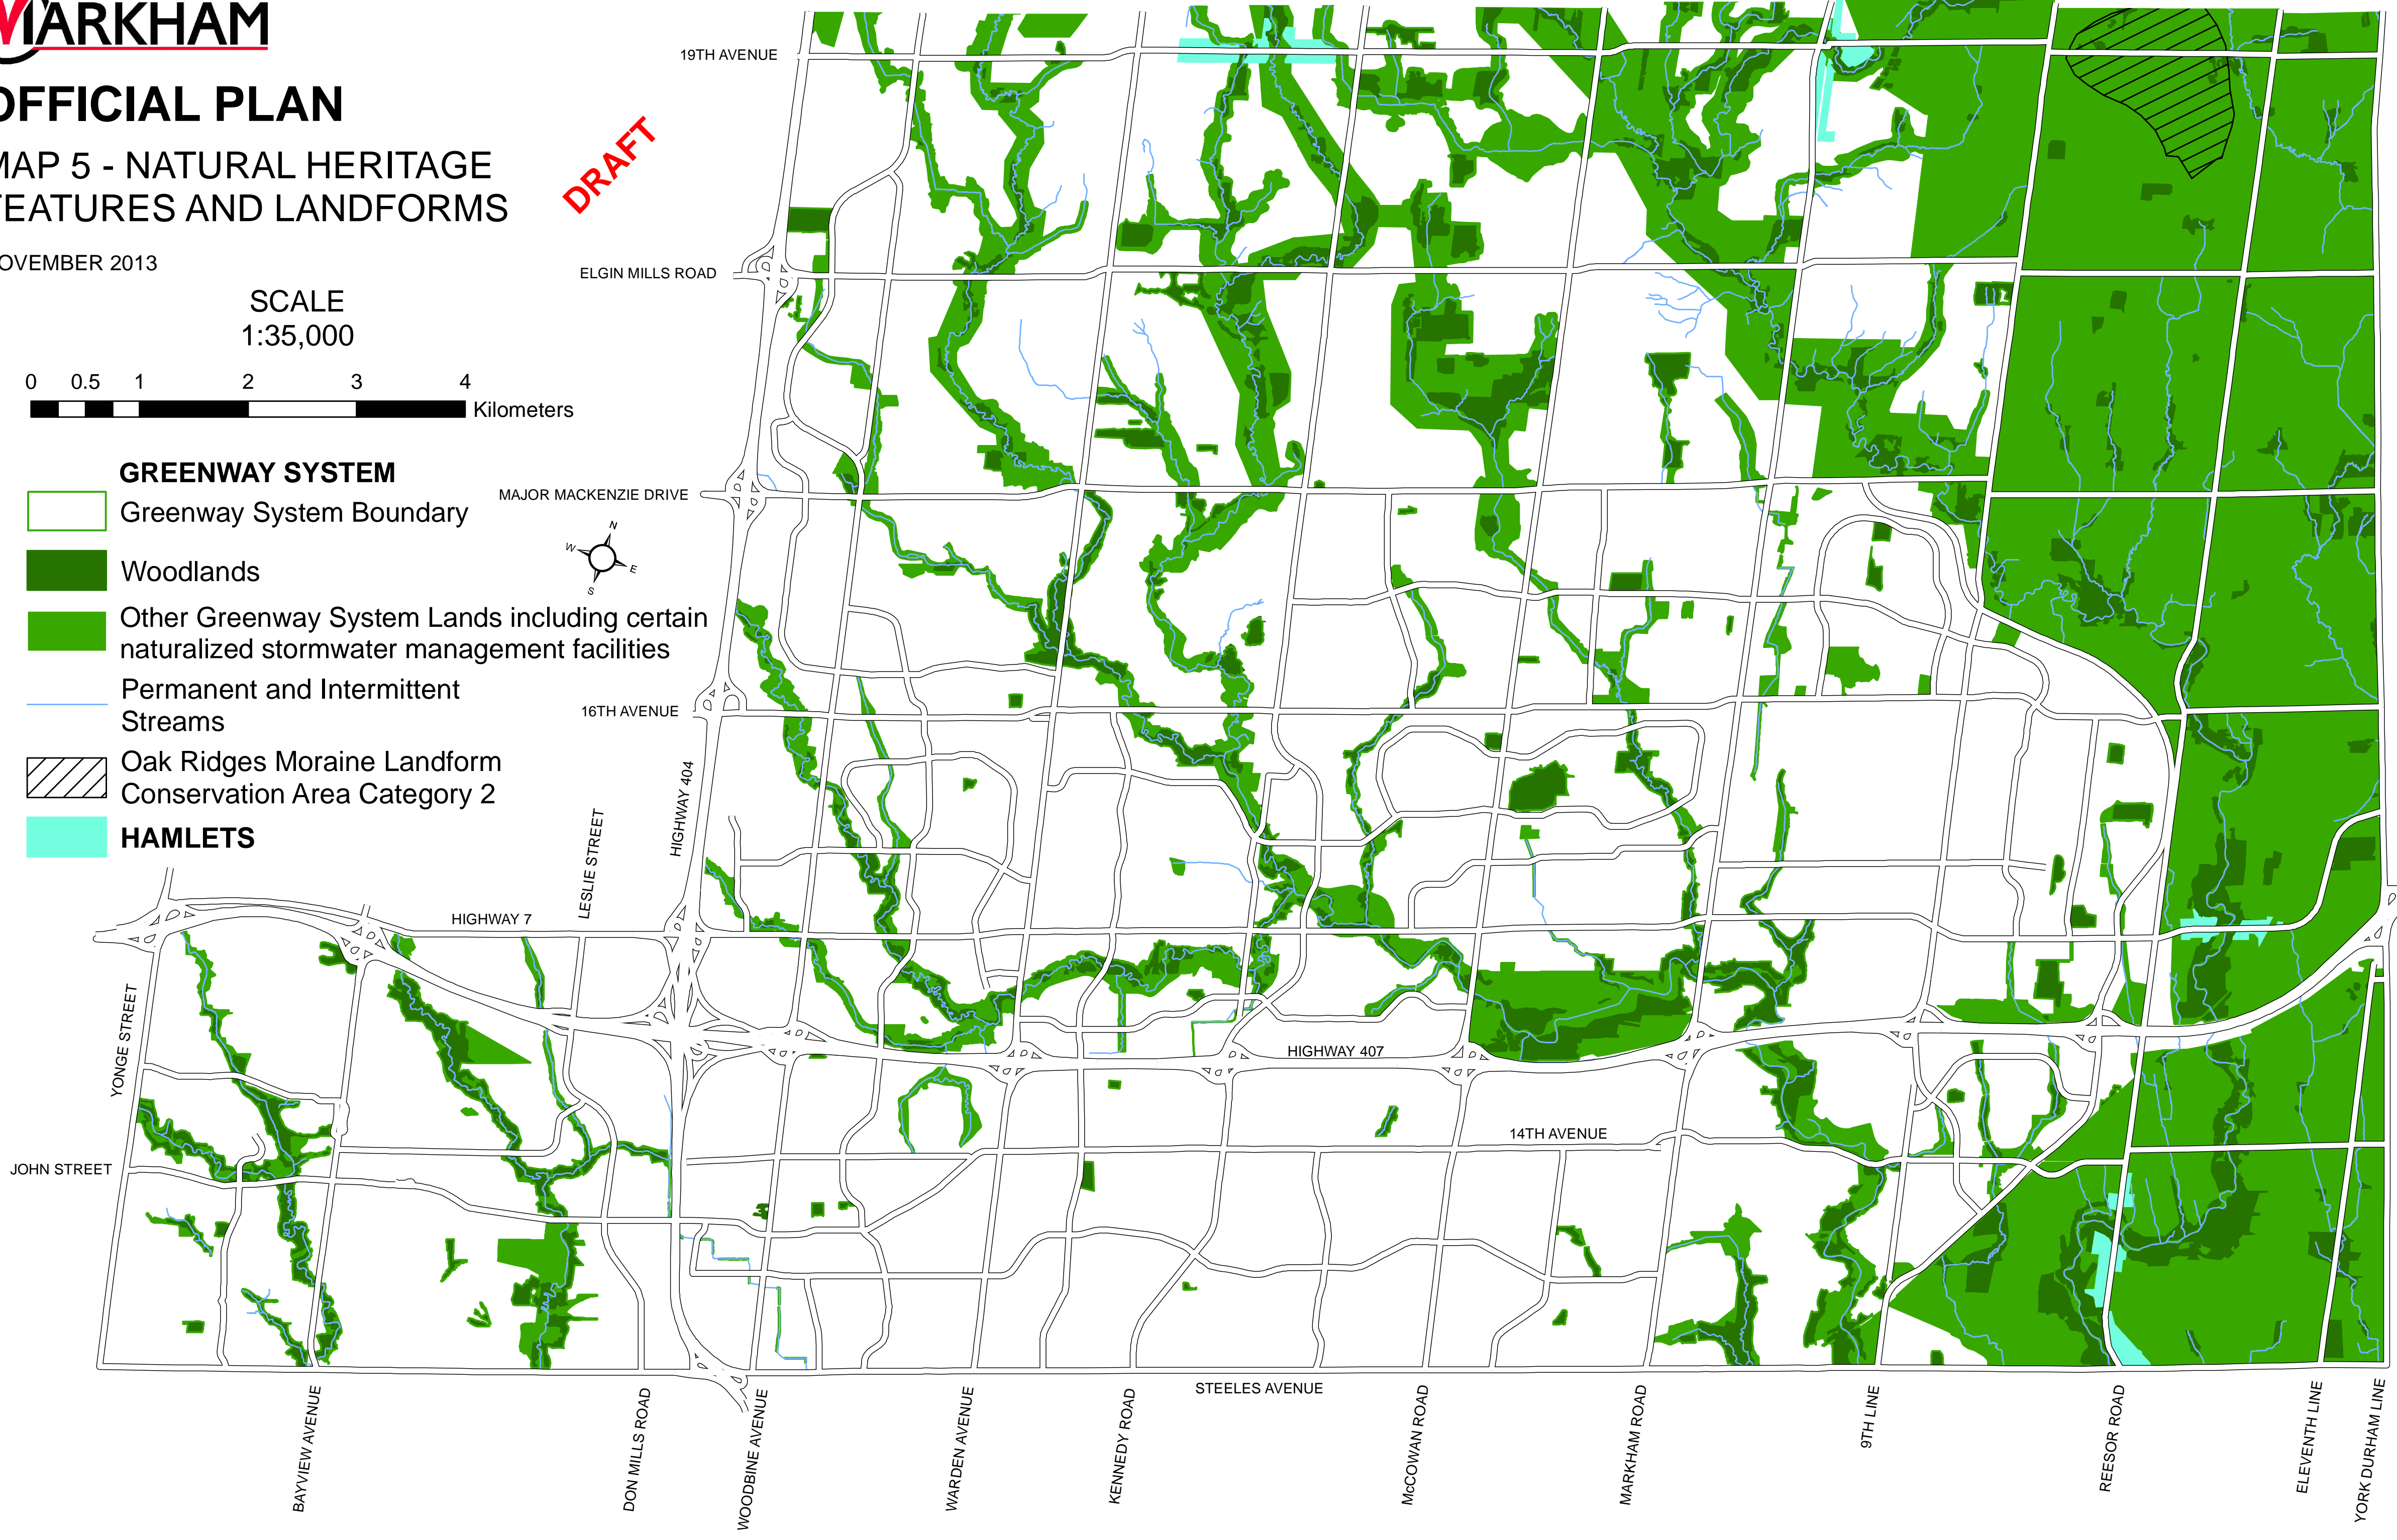 MARKHAM
OFFICIAL PLAN
MAP 5 - NATURAL HERITAGE
FEATURES AND LANDFORMS
OVEMBER 2013
DRAFT
SCALE
1:35,000
0 0.5 1 2 3 4
Kilometers
GREENWAY SYSTEM
Greenway System Boundary
Woodlands
Other Greenway System Lands including certain
naturalized stormwater management facilities
Permanent and Intermittent
Streams
Oak Ridges Moraine Landform
Conservation Area Category 2
HAMLETS
N
W
E
S
19TH AVENUE
ELGIN MILLS ROAD
MAJOR MACKENZIE DRIVE
16TH AVENUE
HIGHWAY 404
LESLIE STREET
HIGHWAY 7
YONGE STREET
HIGHWAY 407
14TH AVENUE
JOHN STREET
STEELES AVENUE
BAYVIEW AVENUE
DON MILLS ROAD
WOODBINE AVENUE
WARDEN AVENUE
KENNEDY ROAD
McCOWAN ROAD
MARKHAM ROAD
9TH LINE
REESOR ROAD
ELEVENTH LINE
YORK DURHAM LINE